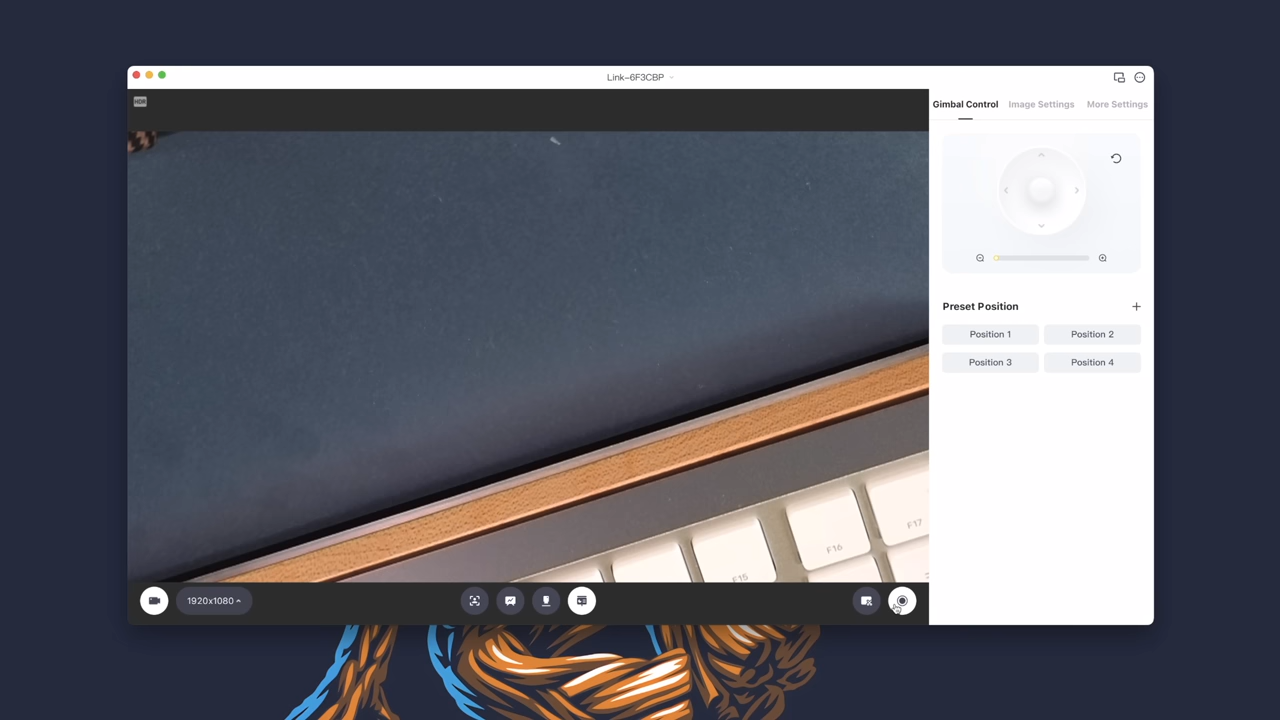 Link-6F3CBP
HDR
Gimbal Control Image Settings More Settings
Preset Position
Position 1 Position 2
Position 3 Position 4
F17
F16
F15
1920x1080